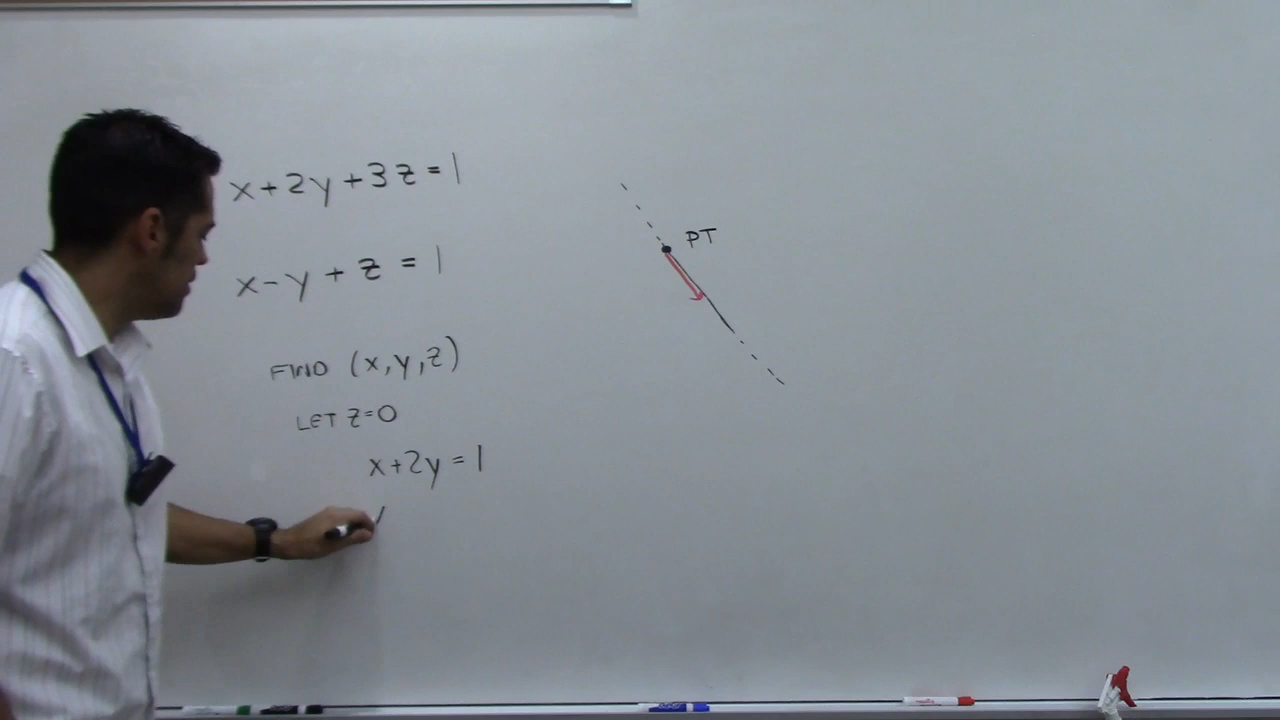 x+2y+3z=1
x-y+z=1
FIND (x,y,z)
LET z=0
x+2y=1
PT